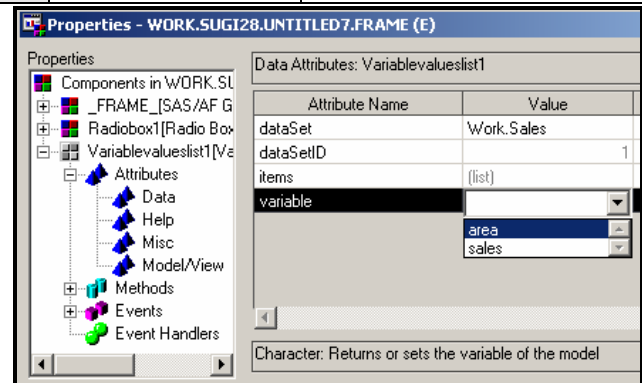 Properties - WORK.SUGI28.UNTITLED7.FRAME (E)
Properties
Components in WORK.SU
_FRAME_[SAS/AF G
Radiobox1[Radio Box
Variablevalueslist1[Va
Attributes
Data
Help
Misc
Model/View
Methods
Events
Event Handlers
Data Attributes: Variablevalueslist1
Attribute Name Value
dataSet Work.Sales
dataSetID 1
items (list)
variable
area
sales
Character: Returns or sets the variable of the model